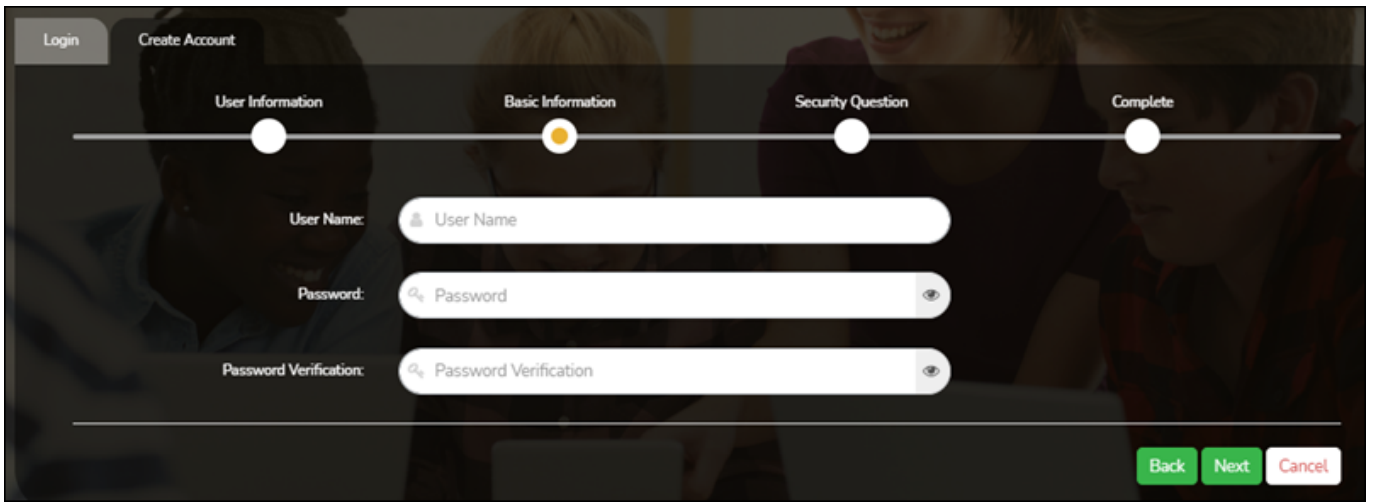 Login Create Account
User Information Basic Information Security Question Complete
User Name: User Name
Password: Password
Password Verification: Password Verification
Back Next Cancel